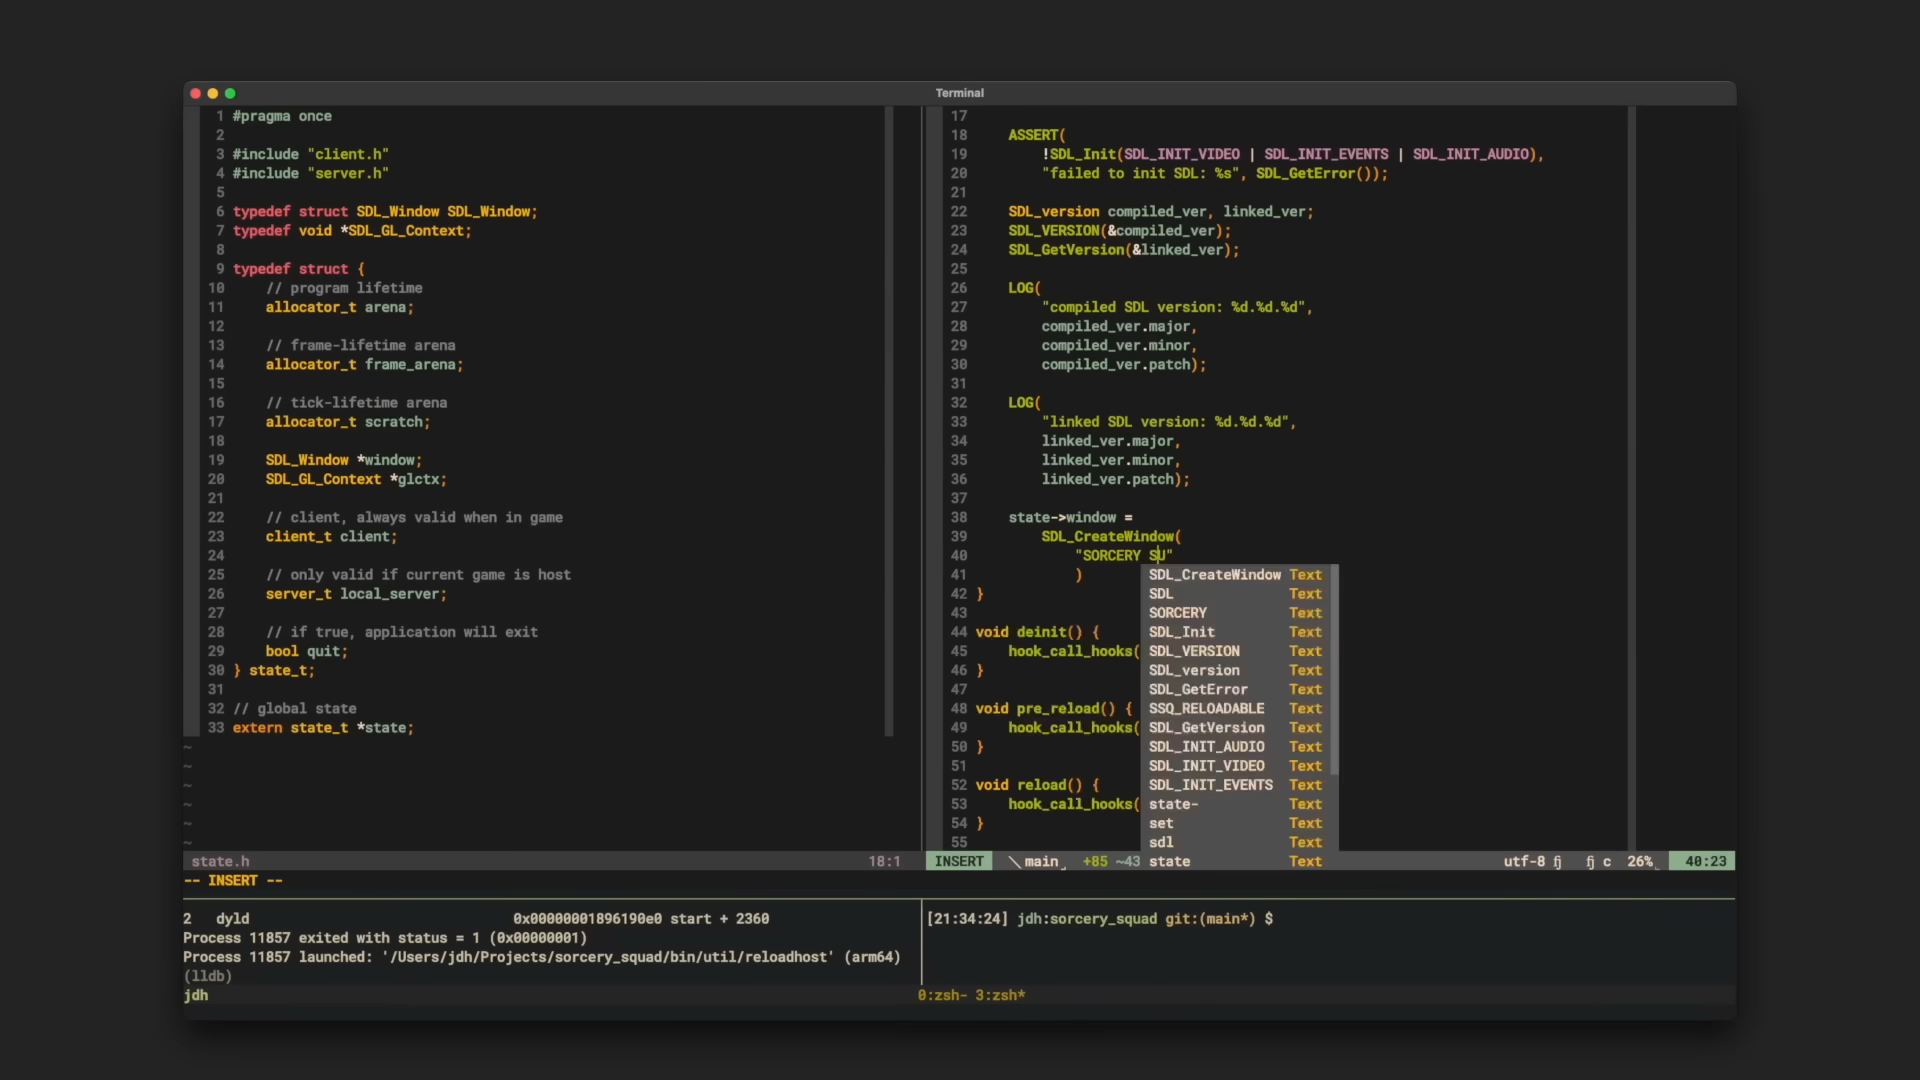 Terminal
1 #pragma once
2
3 #include "client.h"
4 #include "server.h"
5
6 typedef struct SDL_Window SDL_Window;
7 typedef void *SDL_GL_Context;
8
9 typedef struct {
10 // program lifetime
11 allocator_t arena;
12
13 // frame-lifetime arena
14 allocator_t frame_arena;
15
16 // tick-lifetime arena
17 allocator_t scratch;
18
19 SDL_Window *window;
20 SDL_GL_Context *glctx;
21
22 // client, always valid when in game
23 client_t client;
24
25 // only valid if current game is host
26 server_t local_server;
27
28 // if true, application will exit
29 bool quit;
30 } state_t;
31
32 // global state
33 extern state_t *state;
~
~
~
~
~
~
state.h 18:1
-- INSERT --
17
18 ASSERT(
19 !SDL_Init(SDL_INIT_VIDEO | SDL_INIT_EVENTS | SDL_INIT_AUDIO),
20 "failed to init SDL: %s", SDL_GetError());
21
22 SDL_version compiled_ver, linked_ver;
23 SDL_VERSION(&compiled_ver);
24 SDL_GetVersion(&linked_ver);
25
26 LOG(
27 "compiled SDL version: %d.%d.%d",
28 compiled_ver.major,
29 compiled_ver.minor,
30 compiled_ver.patch);
31
32 LOG(
33 "linked SDL version: %d.%d.%d",
34 linked_ver.major,
35 linked_ver.minor,
36 linked_ver.patch);
37
38 state->window =
39 SDL_CreateWindow(
40 "SORCERY SU"
41 ) SDL_CreateWindow Text
42 } SDL Text
43 SORCERY Text
44 void deinit() { SDL_Init Text
45 hook_call_hooks( SDL_VERSION Text
46 } SDL_version Text
47 SDL_GetError Text
48 void pre_reload() { SSQ_RELOADABLE Text
49 hook_call_hooks( SDL_GetVersion Text
50 } SDL_INIT_AUDIO Text
51 SDL_INIT_VIDEO Text
52 void reload() { SDL_INIT_EVENTS Text
53 hook_call_hooks( state- Text
54 } set Text
55 sdl Text
INSERT main +85 ~43 state Text utf-8 c 26% 40:23
2 dyld 0x00000001896190e0 start + 2360
Process 11857 exited with status = 1 (0x00000001)
Process 11857 launched: '/Users/jdh/Projects/sorcery_squad/bin/util/reloadhost' (arm64)
(lldb)
[21:34:24] jdh:sorcery_squad git:(main*) $
jdh 0:zsh- 3:zsh*